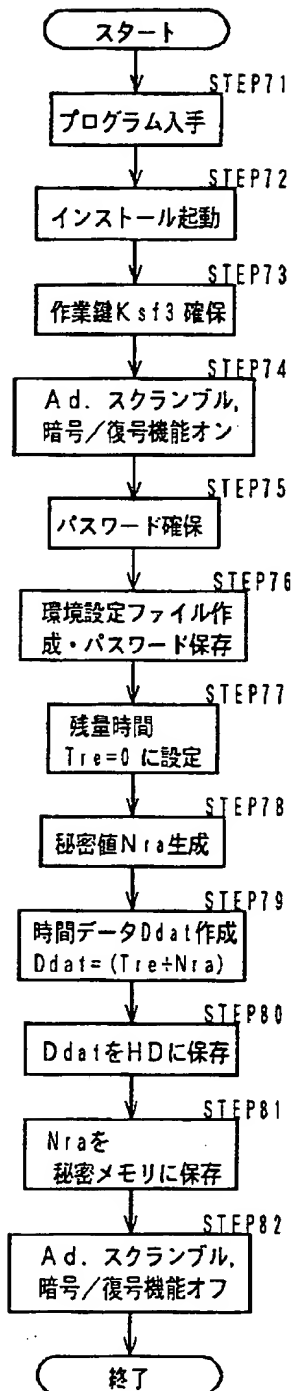 スタート
STEP71
プログラム入手
STEP72
インストール起動
STEP73
作業鍵Ksf3確保
STEP74
Ad. スクランブル,
暗号/復号機能オン
STEP75
パスワード確保
STEP76
環境設定ファイル作
成・パスワード保存
STEP77
残量時間
Tre=0 に設定
STEP78
秘密値Nra生成
STEP79
時間データDdat作成
Ddat=(Tre÷Nra)
STEP80
DdatをHDに保存
STEP81
Nraを
秘密メモリに保存
STEP82
Ad. スクランブル,
暗号/復号機能オフ
終了